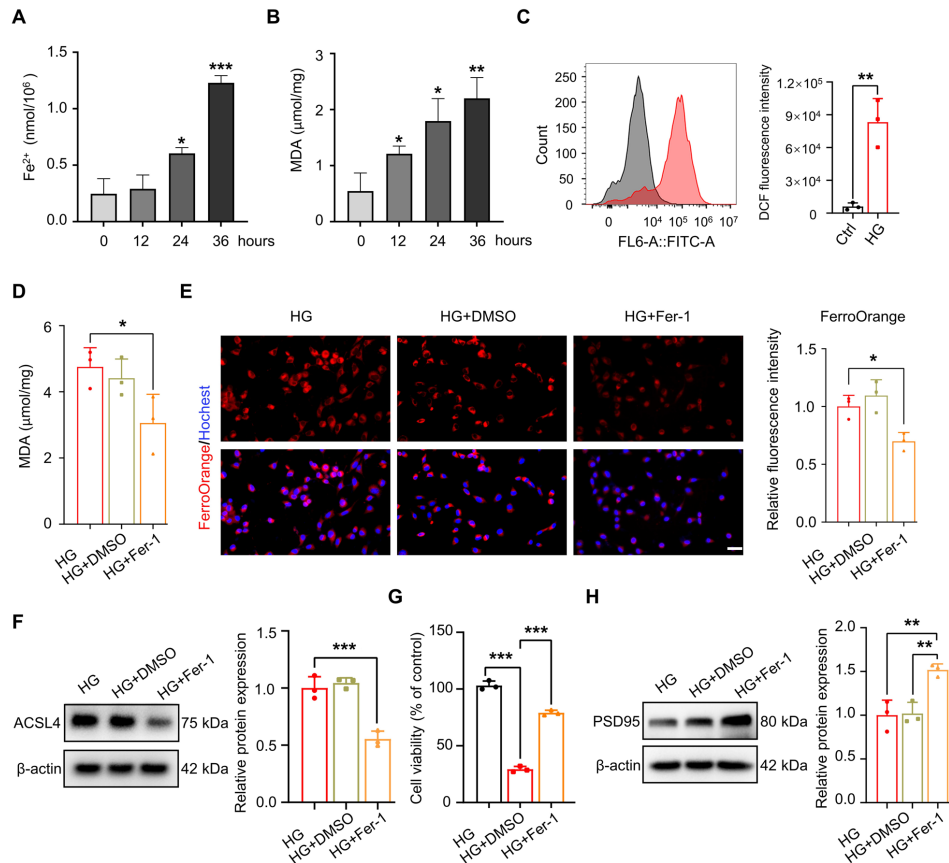 A
Fe²⁺ (nmol/10⁶)
1.5
1.0
0.5
0.0
*
***
0 12 24 36 hours
B
MDA (μmol/mg)
3
2
1
0
*
*
**
0 12 24 36 hours
C
Count
250
200
150
100
50
0
0 10⁴ 10⁵ 10⁶ 10⁷
FL6-A::FITC-A
DCF fluorescence intensity
1.2×10⁵
9×10⁴
6×10⁴
3×10⁴
0
**
Ctrl
HG
D
MDA (μmol/mg)
6
4
2
0
*
HG
HG+DMSO
HG+Fer-1
E
HG
HG+DMSO
HG+Fer-1
FerroOrange/Hochest
FerroOrange
Relative fluorescence intensity
1.5
1.0
0.5
0.0
*
HG
HG+DMSO
HG+Fer-1
F
HG
HG+DMSO
HG+Fer-1
ACSL4
75 kDa
β-actin
42 kDa
Relative protein expression
1.5
1.0
0.5
0.0
***
HG
HG+DMSO
HG+Fer-1
G
Cell viability (% of control)
150
100
50
0
***
***
H
HG
HG+DMSO
HG+Fer-1
PSD95
80 kDa
β-actin
42 kDa
Relative protein expression
2.0
1.5
1.0
0.5
0.0
**
**
HG
HG+DMSO
HG+Fer-1